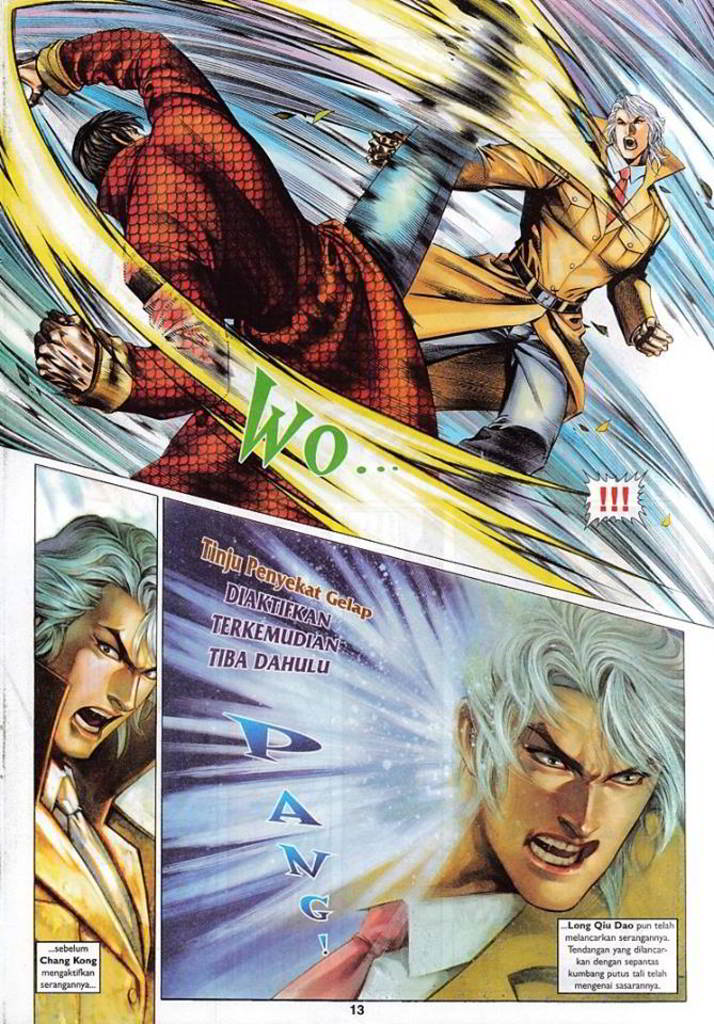 WO...
!!!
Tinju Penyekat Gelap
DIAKTIFKAN
TERKEMUDIAN
TIBA DAHULU
PANG!
...sebelum
Chang Kong
mengaktifkan
serangannya...
...Long Qiu Dao pun telah
melancarkan serangannya.
Tendangan yang dilancar-
kan dengan sepantas
kumbang putus tali telah
mengenai sasarannya.
13